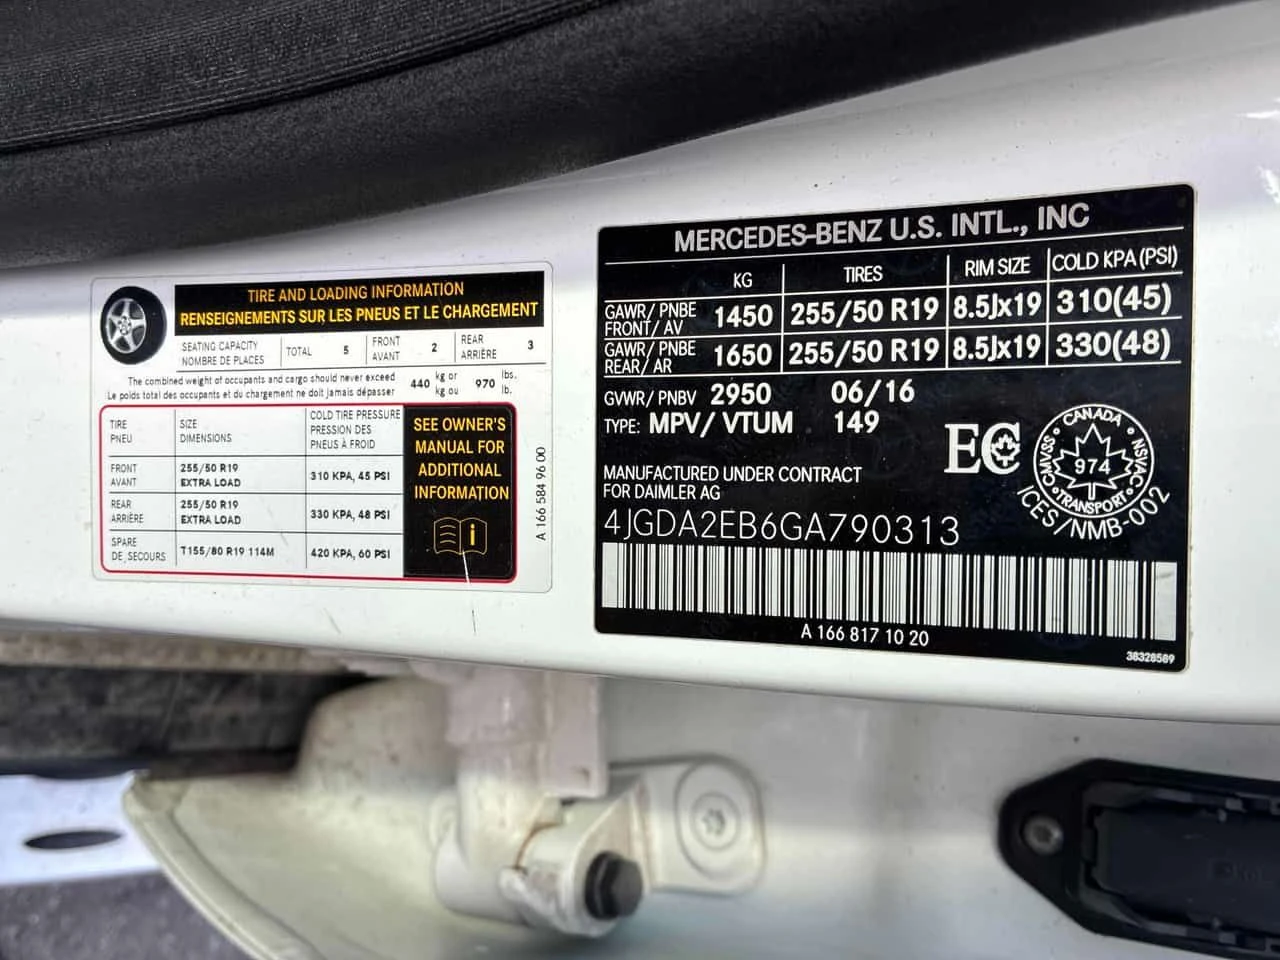 TIRE AND LOADING INFORMATION
RENSEIGNEMENTS SUR LES PNEUS ET LE CHARGEMENT
SEATING CAPACITY
NOMBRE DE PLACES
TOTAL 5
FRONT
AVANT
2
REAR
ARRIÈRE
3
The combined weight of occupants and cargo should never exceed
Le poids total des occupants et du chargement ne doit jamais dépasser
440 kg or
kg ou
970 lbs.
lb.
TIRE
PNEU
SIZE
DIMENSIONS
COLD TIRE PRESSURE
PRESSION DES
PNEUS À FROID
FRONT
AVANT
255/50 R19
EXTRA LOAD
310 KPA, 45 PSI
REAR
ARRIÈRE
255/50 R19
EXTRA LOAD
330 KPA, 48 PSI
SPARE
DE SECOURS
T155/80 R19 114M
420 KPA, 60 PSI
SEE OWNER'S
MANUAL FOR
ADDITIONAL
INFORMATION
i
A 166 584 96 00
MERCEDES-BENZ U.S. INTL., INC
KG TIRES RIM SIZE COLD KPA(PSI)
GAWR/ PNBE
FRONT/ AV
1450 255/50 R19 8.5Jx19 310(45)
GAWR/ PNBE
REAR/ AR
1650 255/50 R19 8.5Jx19 330(48)
GVWR/ PNBV 2950 06/16
TYPE: MPV/VTUM 149
MANUFACTURED UNDER CONTRACT
FOR DAIMLER AG
EC
CANADA
CMVSS
974
NSVAC
TRANSPORT
ICES/NMB-002
4JGDA2EB6GA790313
A 166 817 10 20
38328589